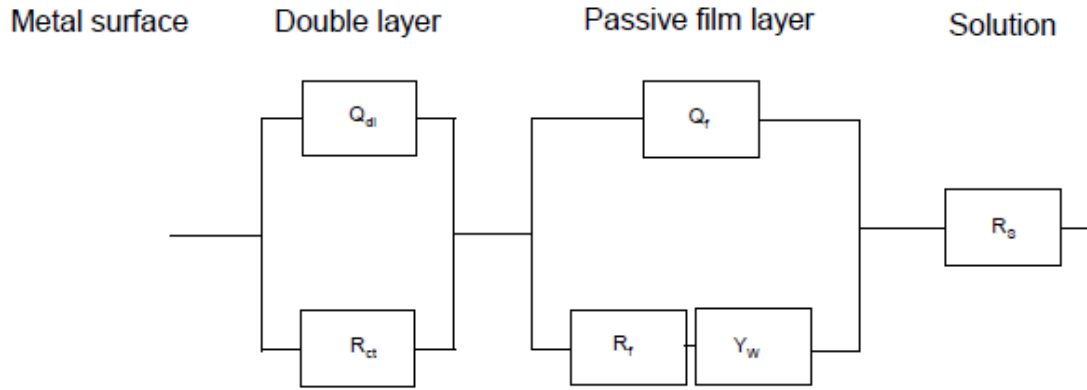 Metal surface Double layer Passive film layer Solution
Q_dl Q_f
R_s
R_ct R_f Y_W